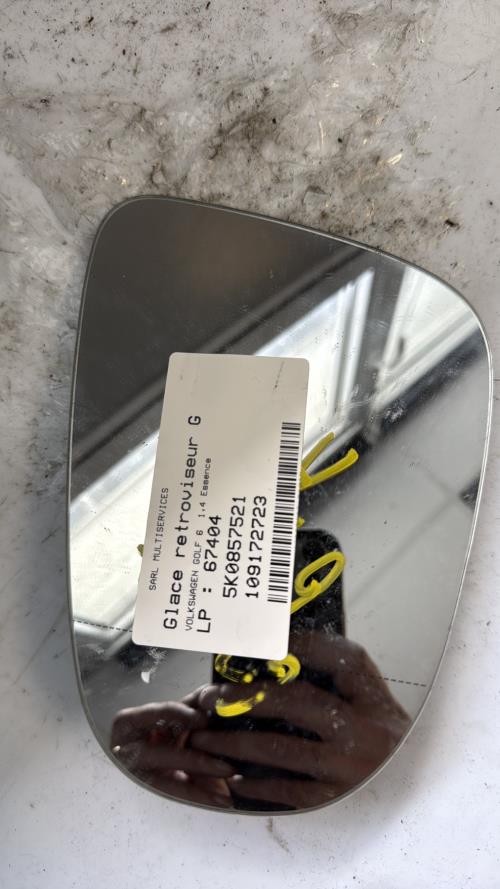 SARL MULTISERVICES
Glace retroviseur G
VOLKSWAGEN GOLF 6 1.4 Essence
LP : 67404
5K0857521
109172723